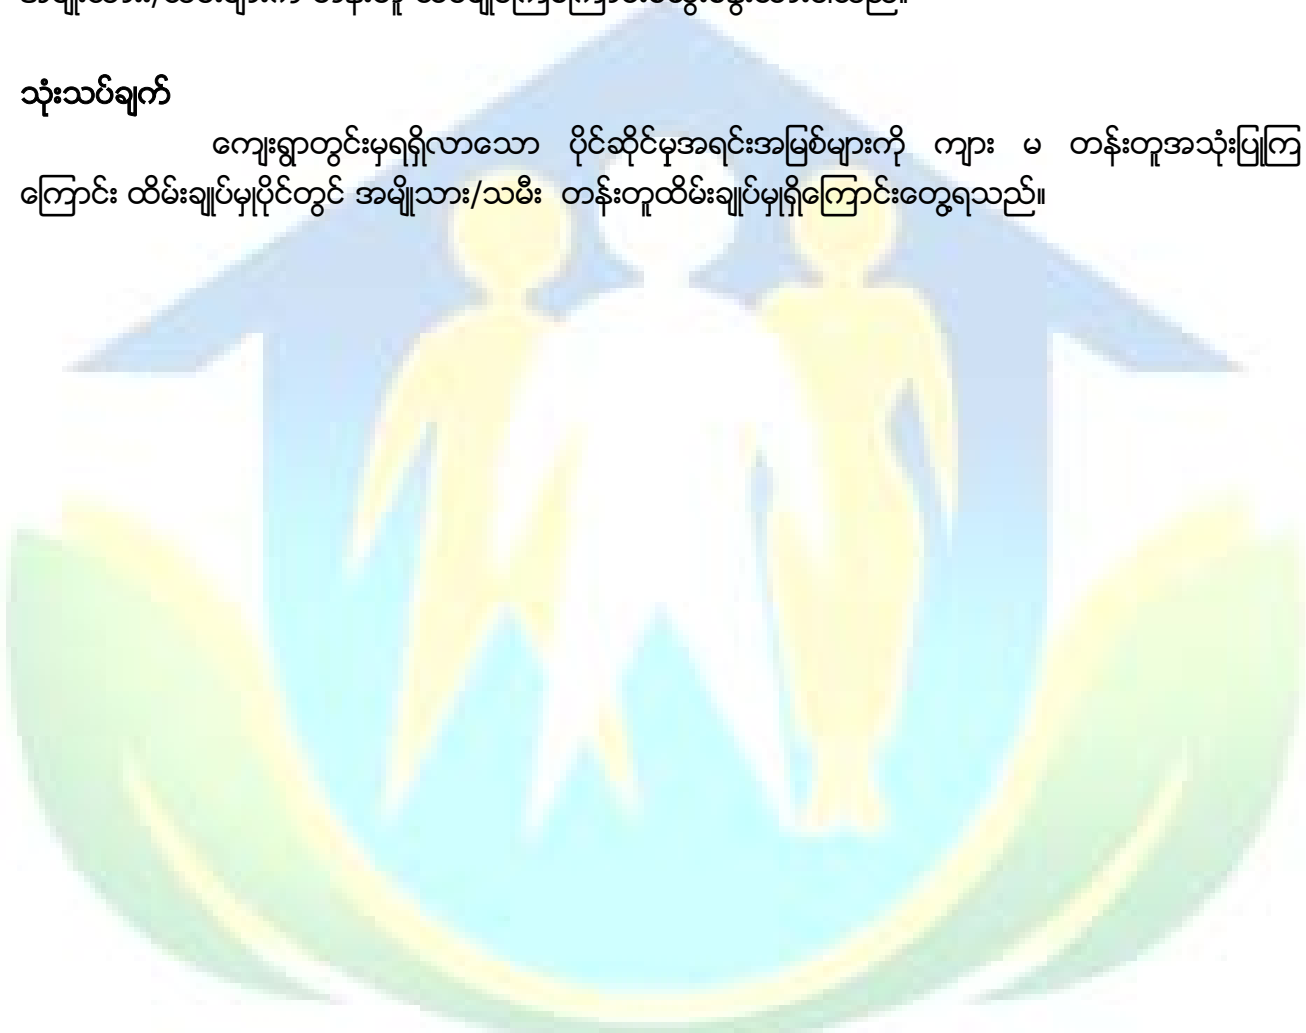 သုံးသပ်ချက်
ကျေးရွာတွင်းမှရရှိလာသော ပိုင်ဆိုင်မှုအရင်းအမြစ်များကို ကျား မ တန်းတူအသုံးပြုကြ
ကြောင်း ထိမ်းချုပ်မှုပိုင်တွင် အမျိုသား/သမီး တန်းတူထိမ်းချုပ်မှုရှိကြောင်းတွေ့ရသည်။